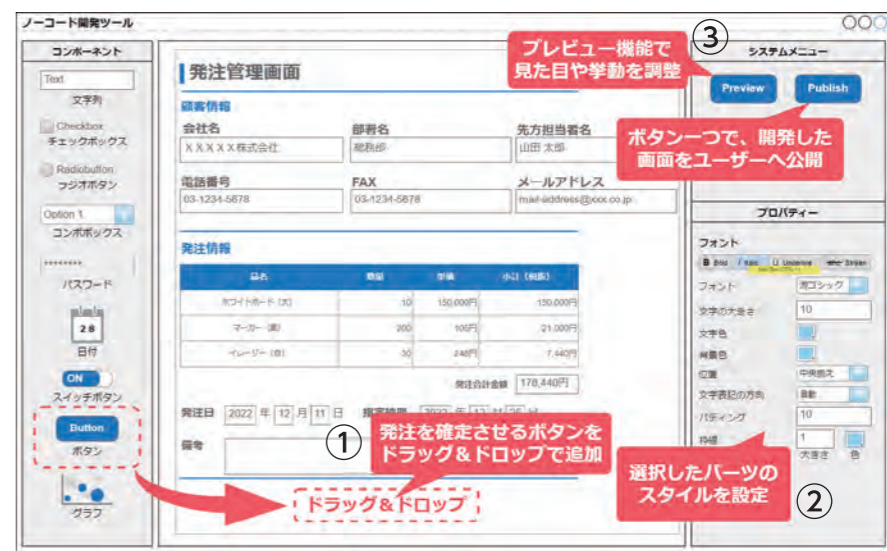 ノーコード開発ツール
コンポーネント
Text
文字列
Checkbox
チェックボックス
Radiobutton
ラジオボタン
Option 1
コンボボックス
********
パスワード
28
日付
ON
スイッチボタン
Button
ボタン
グラフ
発注管理画面
顧客情報
会社名
部署名
先方担当者名
XXXXX株式会社
総務部
山田 太郎
電話番号
FAX
メールアドレス
03-1234-5678
03-1234-5678
mail-address@xxx.co.jp
発注情報
品名 数量 単価 小計（税抜）
ホワイトボード（大） 10 150,000円 150,000円
マーカー（黒） 200 105円 21,000円
イレーザー（白） 30 248円 7,440円
発注合計金額 178,440円
発注日 2022 年 12 月 11 日
備考
①
発注を確定させるボタンを
ドラッグ＆ドロップで追加
ドラッグ＆ドロップ
③
プレビュー機能で
見た目や挙動を調整
システムメニュー
Preview
Publish
ボタン一つで、開発した
画面をユーザーへ公開
プロパティー
フォント
B Bold I Italic U Underline
フォント
游ゴシック
文字の大きさ
10
文字色
背景色
位置
中央揃え
文字表記の方向
自動
パディング
10
枠線
1
大きさ 色
選択したパーツの
スタイルを設定
②